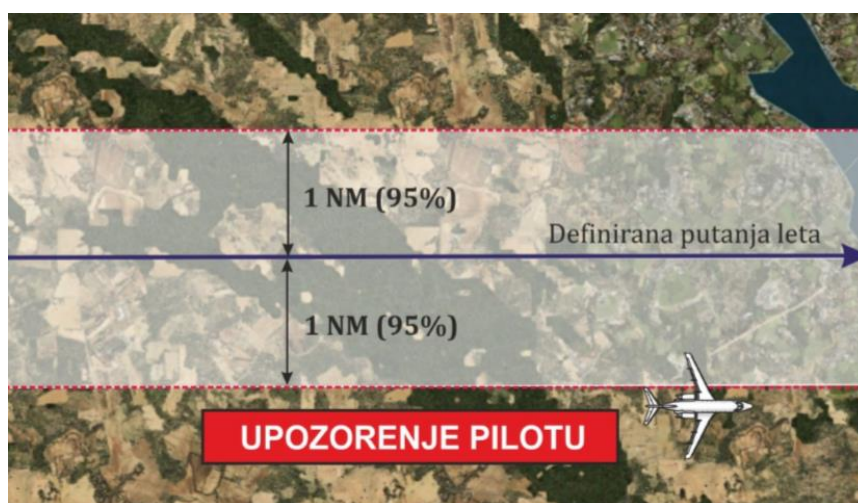 1 NM (95%)
Definirana putanja leta
1 NM (95%)
UPOZORENJE PILOTU